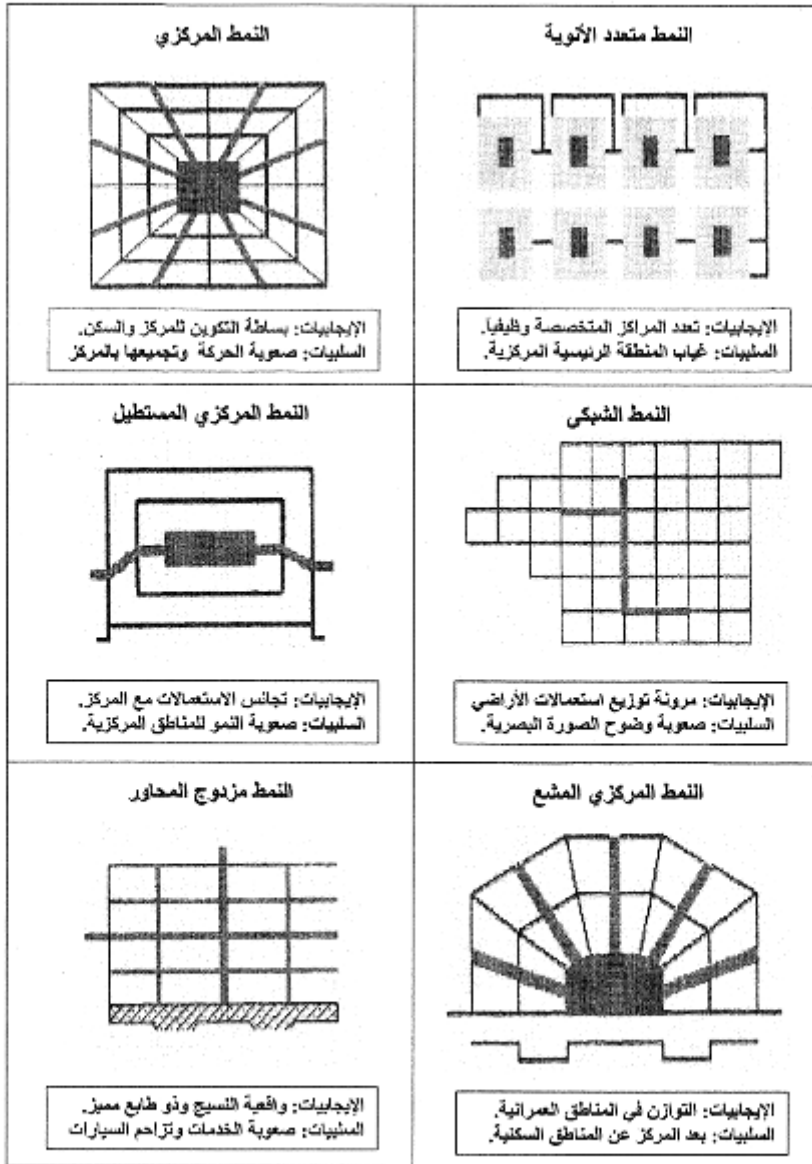 النمط متعدد الأنوية
الإيجابيات: تعدد المراكز المتخصصة وظيفياً.
السلبيات: غياب المنطقة الرئيسية المركزية.
النمط المركزي
الإيجابيات: بساطة التكوين للمركز والسكن.
السلبيات: صعوبة الحركة وتجميعها بالمركز
النمط الشبكي
الإيجابيات: مرونة توزيع استعمالات الأراضي
السلبيات: صعوبة وضوح الصورة البصرية.
النمط المركزي المستطيل
الإيجابيات: تجانس الاستعمالات مع المركز.
السلبيات: صعوبة النمو للمناطق المركزية.
النمط المركزي المشع
الإيجابيات: التوازن في المناطق العمرانية.
السلبيات: بعد المركز عن المناطق السكنية.
النمط مزدوج المحاور
الإيجابيات: واقعية النسيج وذو طابع مميز.
السلبيات: صعوبة الخدمات وتزاحم السيارات